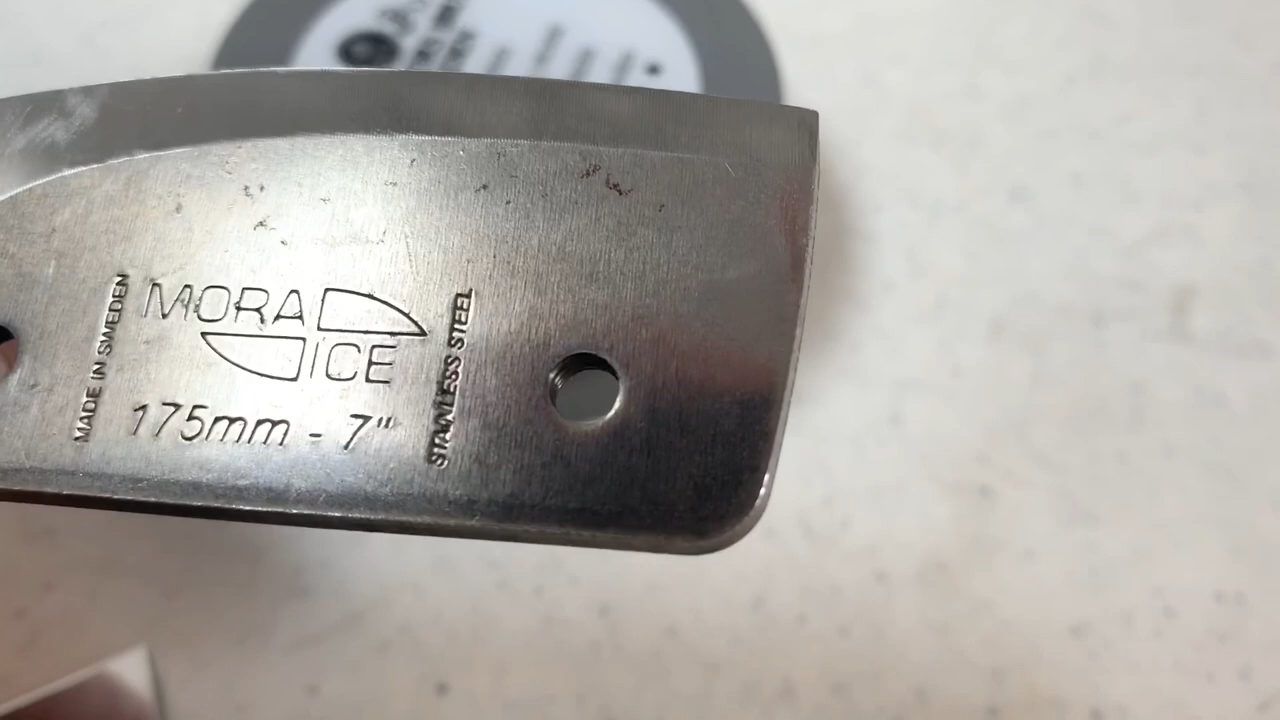 MADE IN SWEDEN
MORA
ICE
175mm - 7"
STAINLESS STEEL